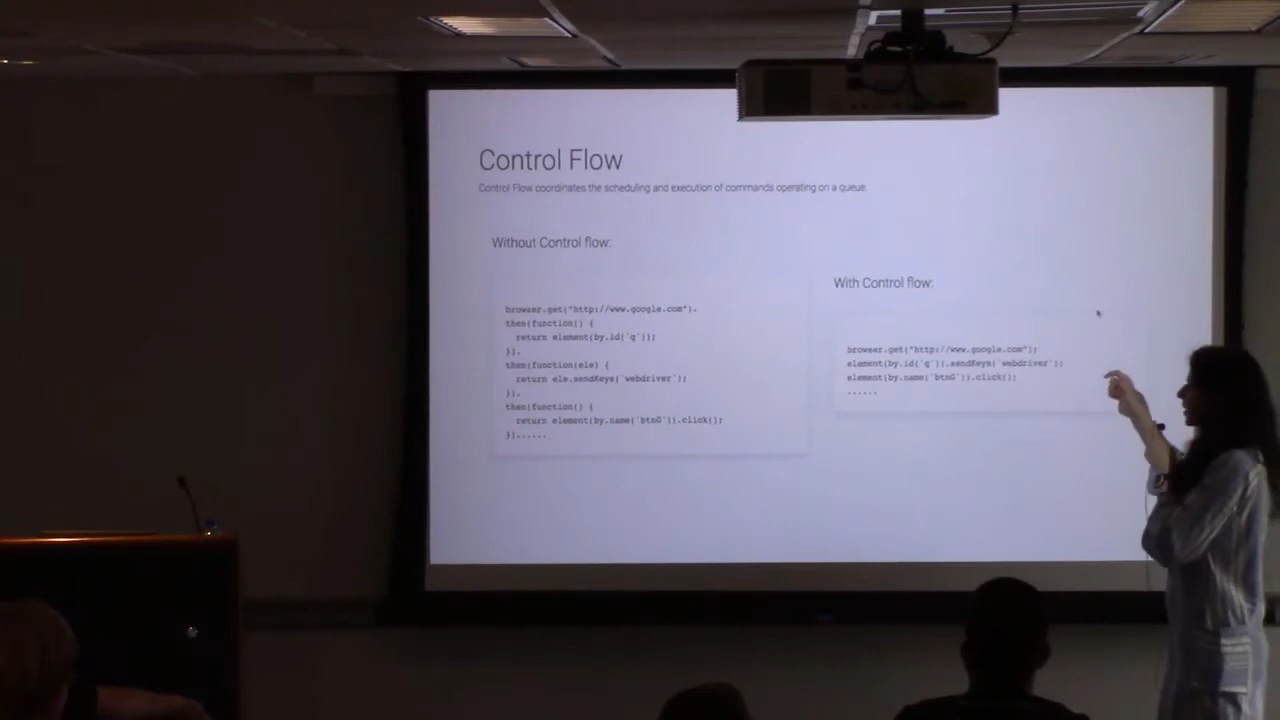 Control Flow
Control Flow coordinates the scheduling and execution of commands operating on a queue.
Without Control flow:
browser.get("http://www.google.com").
then(function() {
  return element(by.id('q'));
}).
then(function(ele) {
  return ele.sendKeys('webdriver');
}).
then(function() {
  return element(by.name('btnG')).click();
})......
With Control flow:
browser.get("http://www.google.com");
element(by.id('q')).sendKeys('webdriver');
element(by.name('btnG')).click();
......